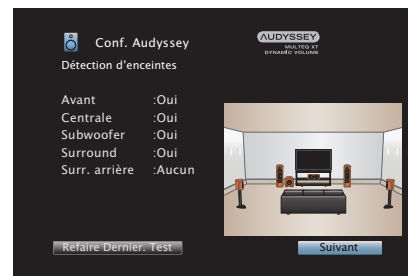 Conf. Audyssey
AUDYSSEY
MULTEQ XT
DYNAMIC VOLUME
Détection d'enceintes
Avant :Oui
Centrale :Oui
Subwoofer :Oui
Surround :Oui
Surr. arrière :Aucun
Refaire Dernier. Test
Suivant